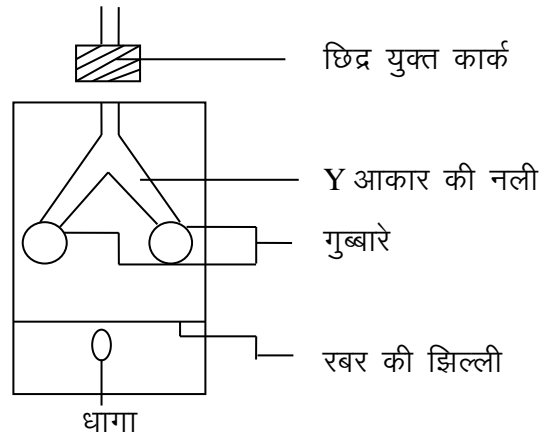 छिद्र युक्त कार्क
Y आकार की नली
गुब्बारे
रबर की झिल्ली
धागा